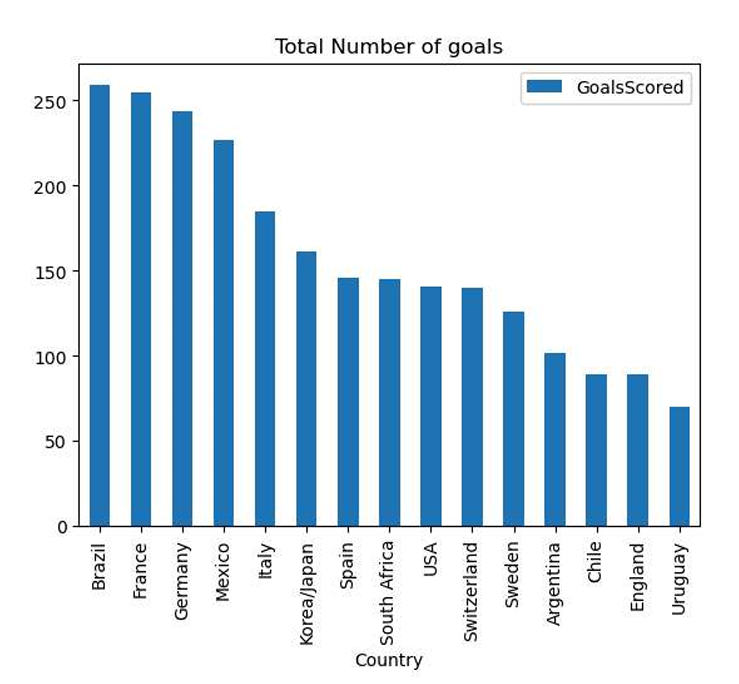 Total Number of goals
GoalsScored
250
200
150
100
50
0
Brazil
France
Germany
Mexico
Italy
Korea/Japan
Spain
South Africa
USA
Switzerland
Sweden
Argentina
Chile
England
Uruguay
Country